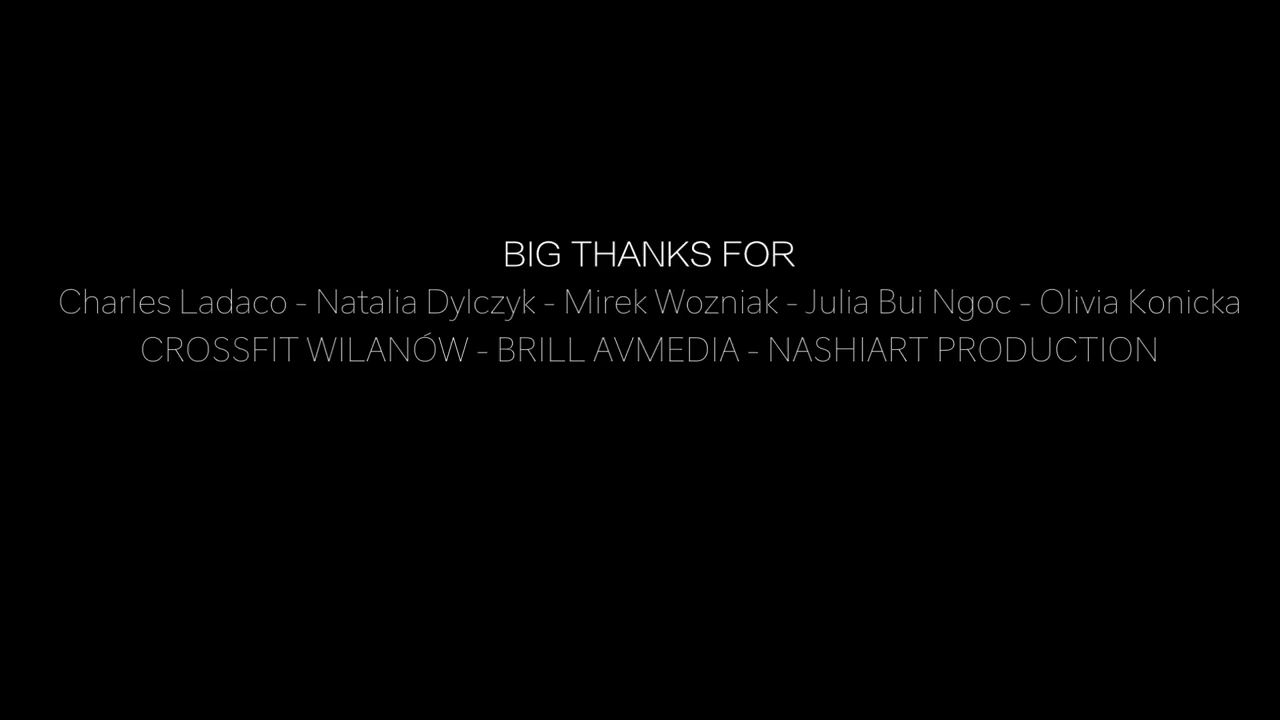 BIG THANKS FOR
Charles Ladaco - Natalia Dylczyk - Mirek Wozniak - Julia Bui Ngoc - Olivia Konicka
CROSSFIT WILANÓW - BRILL AVMEDIA - NASHIART PRODUCTION